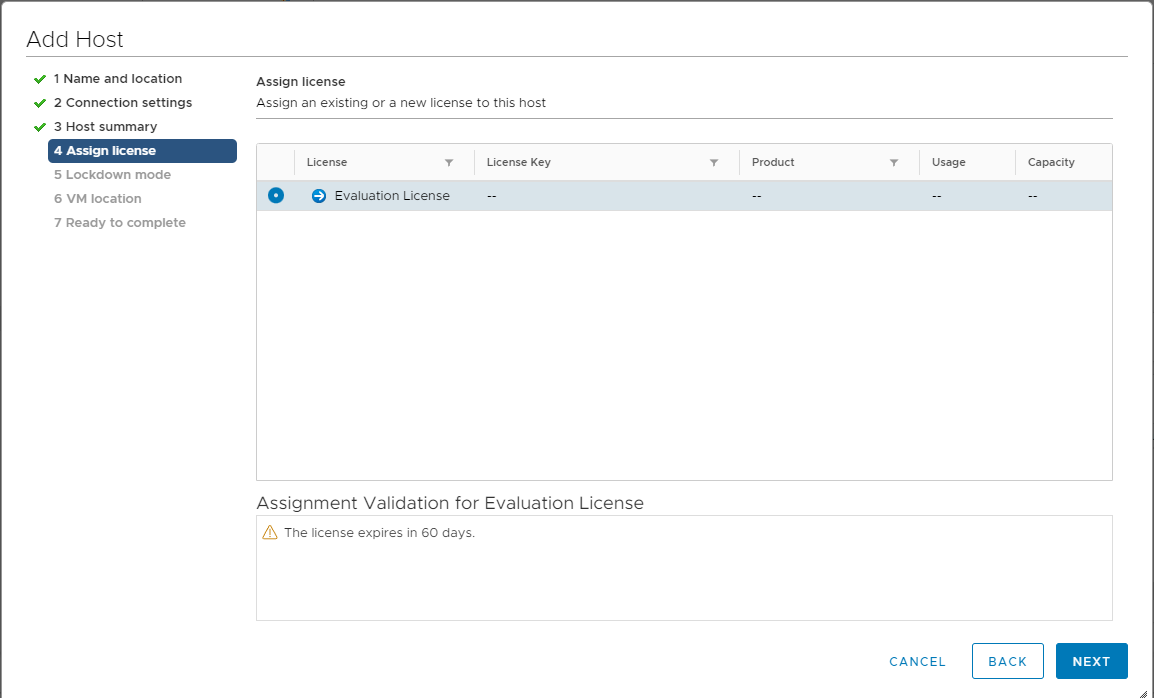 Add Host
1 Name and location
2 Connection settings
3 Host summary
4 Assign license
5 Lockdown mode
6 VM location
7 Ready to complete
Assign license
Assign an existing or a new license to this host
License License Key Product Usage Capacity
Evaluation License -- -- -- --
Assignment Validation for Evaluation License
The license expires in 60 days.
CANCEL BACK NEXT